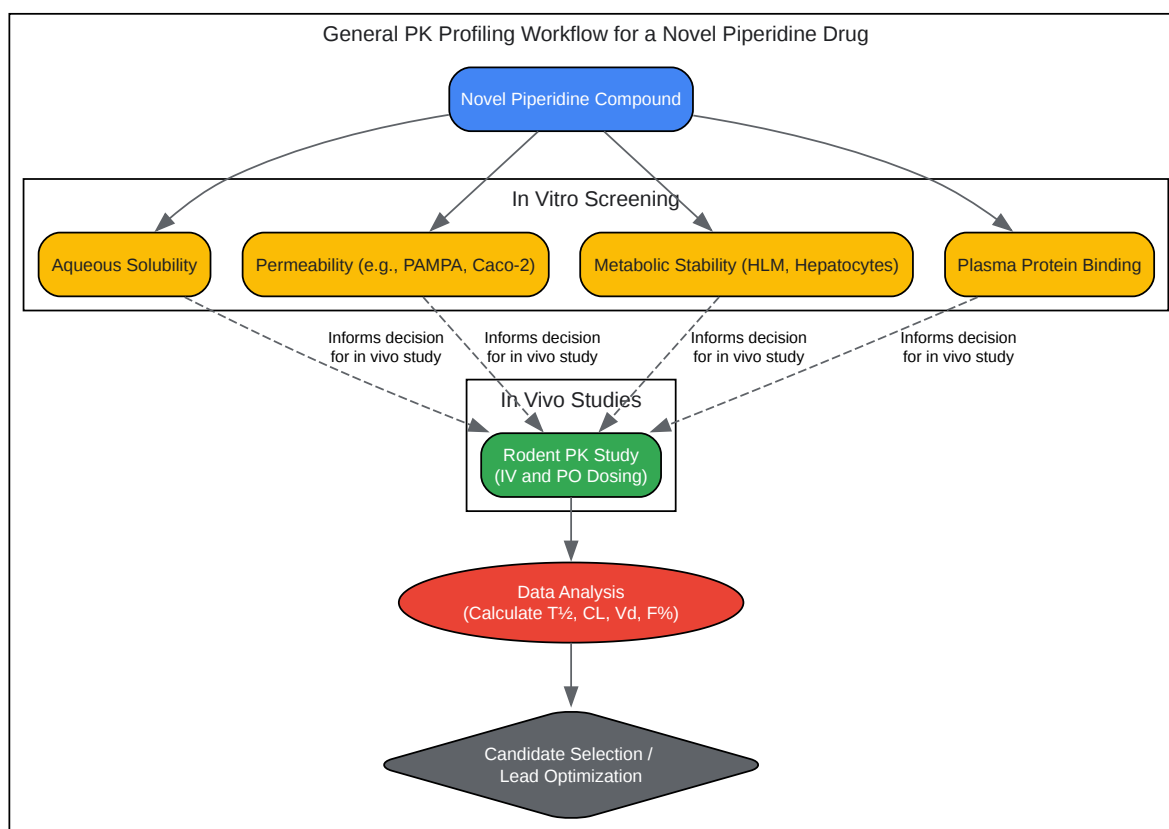 General PK Profiling Workflow for a Novel Piperidine Drug
Novel Piperidine Compound
In Vitro Screening
Aqueous Solubility
Permeability (e.g., PAMPA, Caco-2)
Metabolic Stability (HLM, Hepatocytes)
Plasma Protein Binding
Informs decision
for in vivo study
Informs decision
for in vivo study
Informs decision
for in vivo study
Informs decision
for in vivo study
In Vivo Studies
Rodent PK Study
(IV and PO Dosing)
Data Analysis
(Calculate T½, CL, Vd, F%)
Candidate Selection /
Lead Optimization